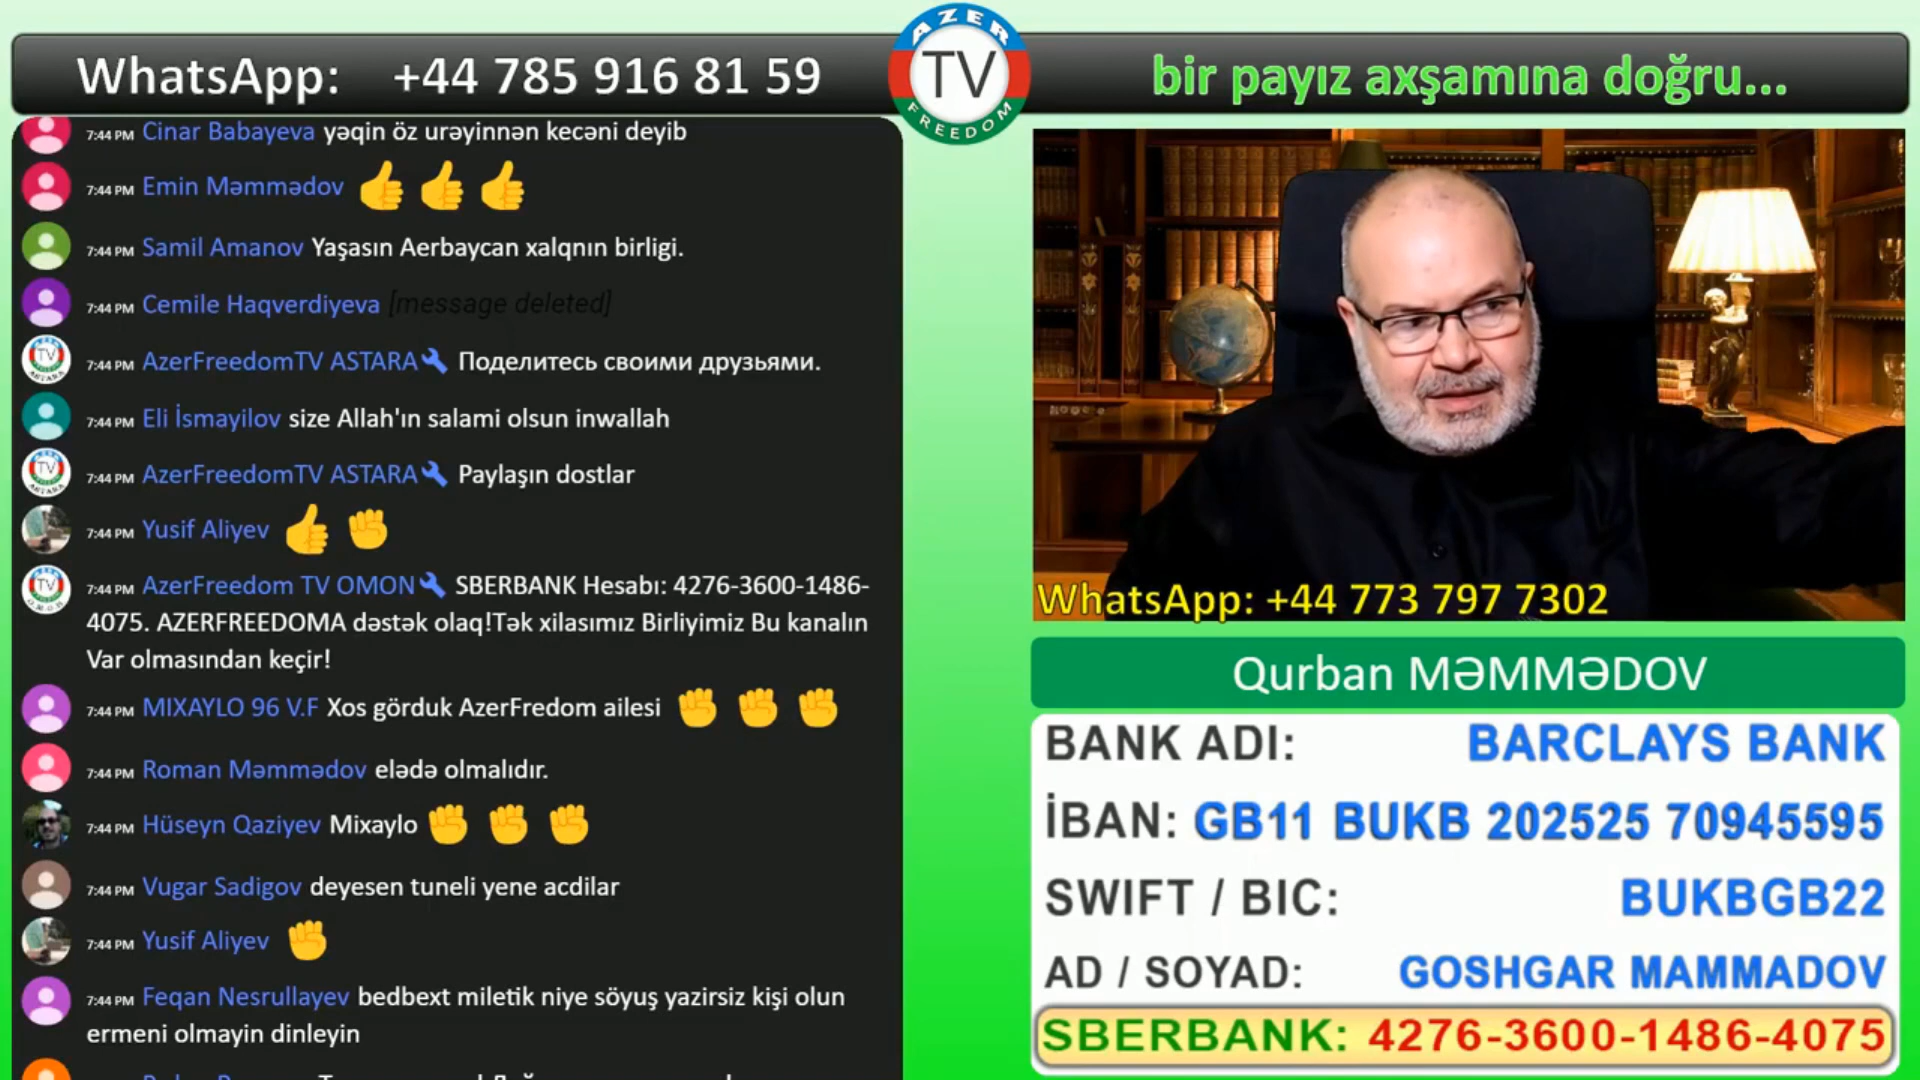 WhatsApp: +44 785 916 81 59
AZER
TV
FREEDOM
bir payız axşamına doğru...
7:44 PM Cinar Babayeva yəqin öz urəyinnən kecəni deyib
7:44 PM Emin Məmmədov
7:44 PM Samil Amanov Yaşasın Aerbaycan xalqnın birligi.
7:44 PM Cemile Haqverdiyeva [message deleted]
7:44 PM AzerFreedomTV ASTARA Поделитесь своими друзьями.
7:44 PM Eli İsmayilov size Allah'ın salami olsun inwallah
7:44 PM AzerFreedomTV ASTARA Paylaşın dostlar
7:44 PM Yusif Aliyev
7:44 PM AzerFreedom TV OMON SBERBANK Hesabı: 4276-3600-1486-
4075. AZERFREEDOMA dəstək olaq!Tək xilasımız Birliyimiz Bu kanalın
Var olmasından keçir!
7:44 PM MIXAYLO 96 V.F Xos görduk AzerFredom ailesi
7:44 PM Roman Məmmədov elədə olmalıdır.
7:44 PM Hüseyn Qaziyev Mixaylo
7:44 PM Vugar Sadigov deyesen tuneli yene acdilar
7:44 PM Yusif Aliyev
7:44 PM Feqan Nesrullayev bedbext miletik niye söyuş yazirsiz kişi olun
ermeni olmayin dinleyin
WhatsApp: +44 773 797 7302
Qurban MƏMMƏDOV
BANK ADI: BARCLAYS BANK
İBAN: GB11 BUKB 202525 70945595
SWIFT / BIC: BUKBGB22
AD / SOYAD: GOSHGAR MAMMADOV
SBERBANK: 4276-3600-1486-4075